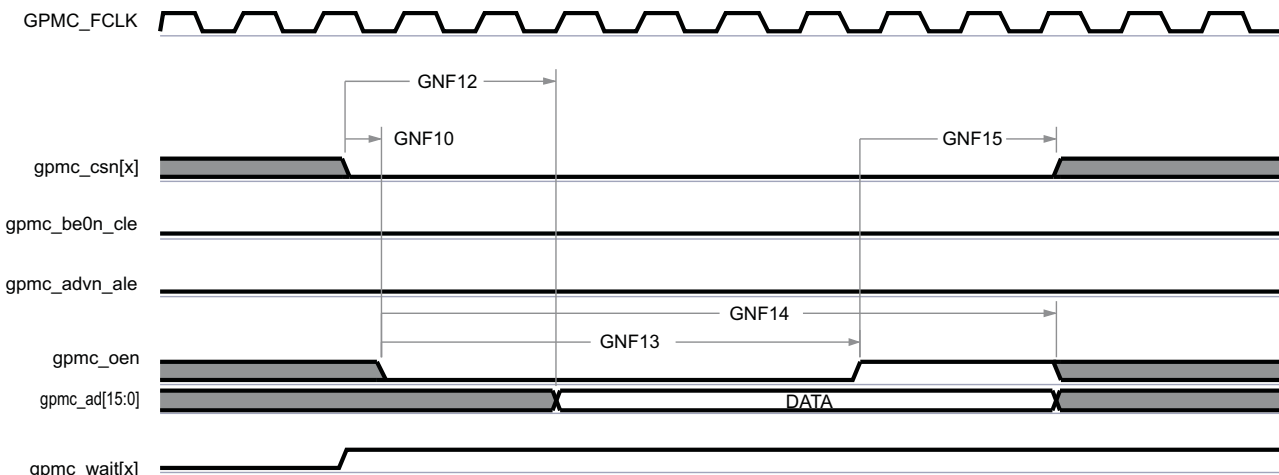 GPMC_FCLK
GNF12
GNF10
GNF15
gpmc_csn[x]
gpmc_be0n_cle
gpmc_advn_ale
GNF14
GNF13
gpmc_oen
gpmc_ad[15:0]
DATA
gpmc_wait[x]